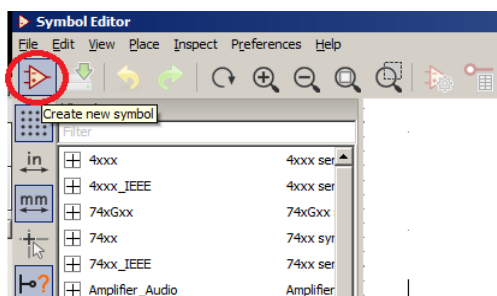 Symbol Editor
File Edit View Place Inspect Preferences Help
Create new symbol
Filter
in
4xxx 4xxx ser
4xxx_IEEE 4xxx ser
mm
74xGxx 74xGxx
74xx 74xx syr
74xx_IEEE 74xx ser
Amplifier_Audio Amplifier